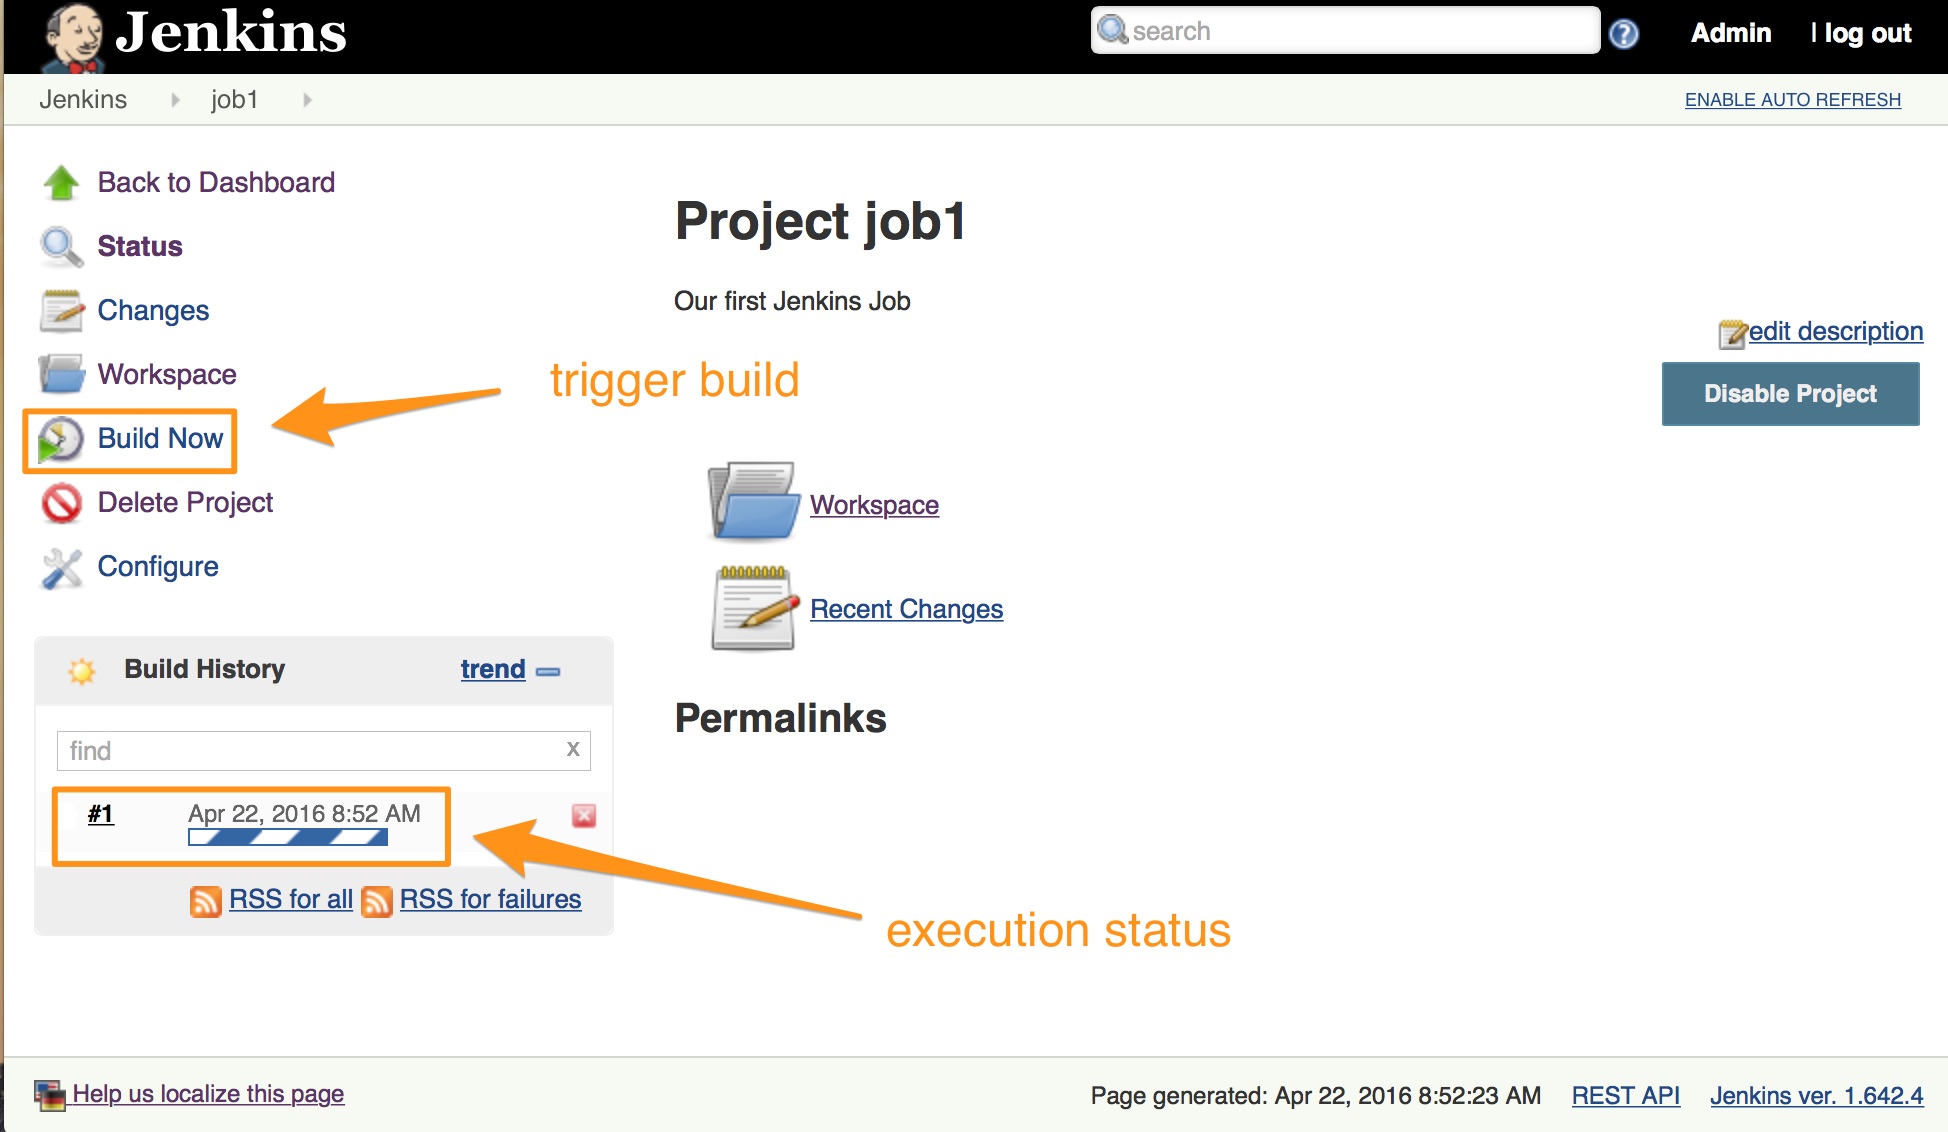 Jenkins
search
Admin
| log out
Jenkins
job1
ENABLE AUTO REFRESH
Back to Dashboard
Status
Changes
Workspace
Build Now
Delete Project
Configure
Project job1
Our first Jenkins Job
edit description
Disable Project
trigger build
Workspace
Recent Changes
Permalinks
Build History
trend
find
X
#1
Apr 22, 2016 8:52 AM
RSS for all
RSS for failures
execution status
Help us localize this page
Page generated: Apr 22, 2016 8:52:23 AM
REST API
Jenkins ver. 1.642.4